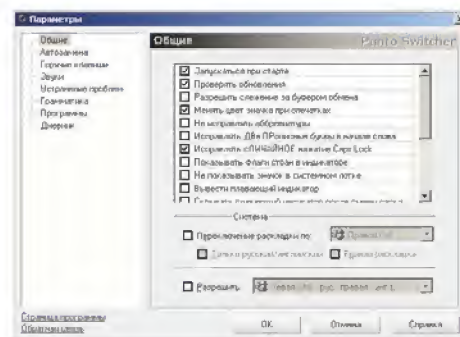 Параметры
Общие
Автозамена
Горячие клавиши
Звуки
Устранение проблем
Грамматика
Программы
Дневник
Общие
Punto Switcher
Запускаться при старте
Проверять обновления
Разрешить слежение за буфером обмена
Менять цвет значка при опечатках
Не исправлять аббревиатуры
Исправлять ДВе ПРописные буквы в начале слова
Исправлять сЛУЧАЙНОЕ нажатие Caps Lock
Показывать флаги стран в индикаторе
Не показывать значок в системном лотке
Вывести плавающий индикатор
Система
Переключение раскладки по:
Разрешить
Страница программы
Обратная связь
OK
Отмена
Справка